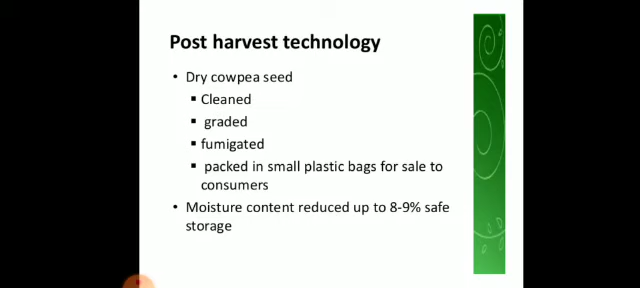 Post harvest technology
• Dry cowpea seed
▪ Cleaned
▪ graded
▪ fumigated
▪ packed in small plastic bags for sale to
consumers
• Moisture content reduced up to 8-9% safe
storage